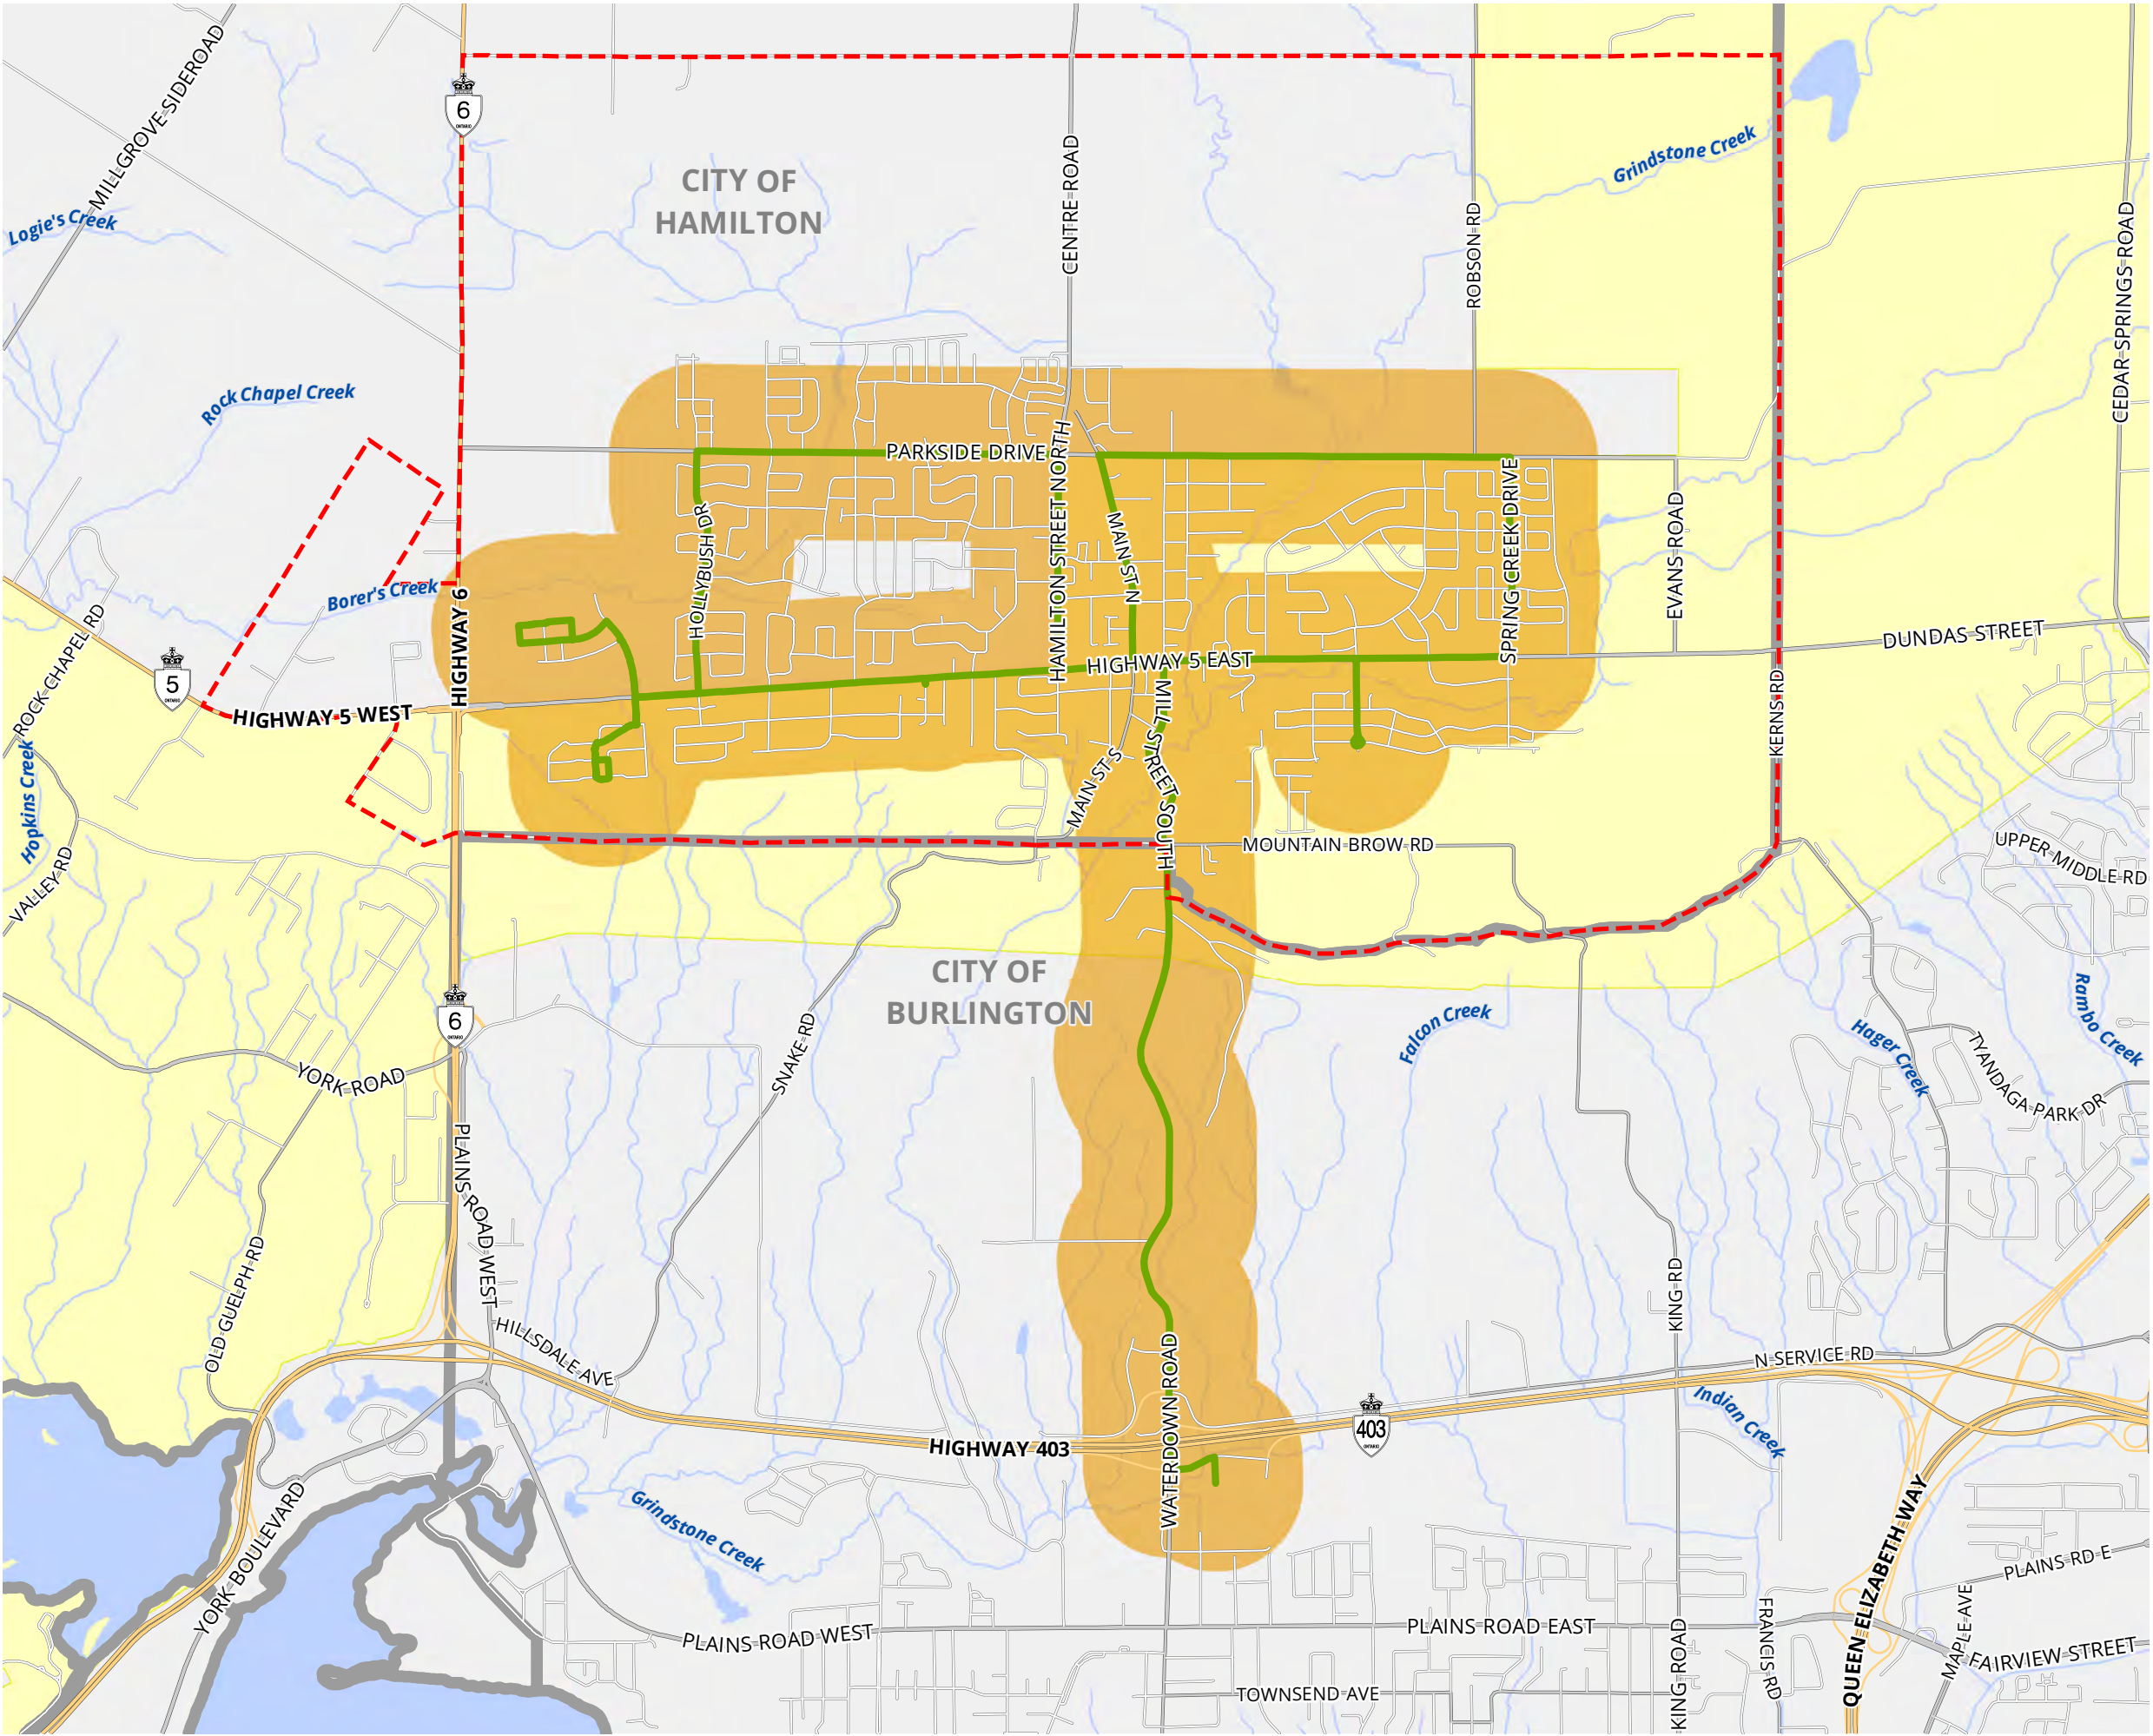 MILLGROVE SIDEROAD
6
ONTARIO
CITY OF
HAMILTON
CENTRE ROAD
ROBSON RD
Grindstone Creek
CEDAR SPRINGS ROAD
Logie's Creek
Rock Chapel Creek
PARKSIDE DRIVE
HAMILTON STREET NORTH
HOLLYBUSH DR
MAIN ST N
SPRING CREEK DRIVE
EVANS ROAD
Borer's Creek
HIGHWAY 6
ROCK CHAPEL RD
5
ONTARIO
HIGHWAY 5 WEST
HIGHWAY 5 EAST
DUNDAS STREET
KERNS RD
Hopkins Creek
MAIN ST S
MILL STREET SOUTH
MOUNTAIN BROW RD
UPPER MIDDLE RD
VALLEY RD
CITY OF
BURLINGTON
6
ONTARIO
YORK ROAD
SNAKE RD
Falcon Creek
Hager Creek
Rambo Creek
TYANDAGA PARK DR
PLAINS ROAD WEST
OLD GUELPH RD
HILLSDALE AVE
KING RD
N SERVICE RD
Indian Creek
WATERDOWN ROAD
403
ONTARIO
HIGHWAY 403
Grindstone Creek
YORK BOULEVARD
QUEEN ELIZABETH WAY
PLAINS RD E
PLAINS ROAD WEST
PLAINS ROAD EAST
KING ROAD
FRANCIS RD
MAPLE AVE
FAIRVIEW STREET
TOWNSEND AVE